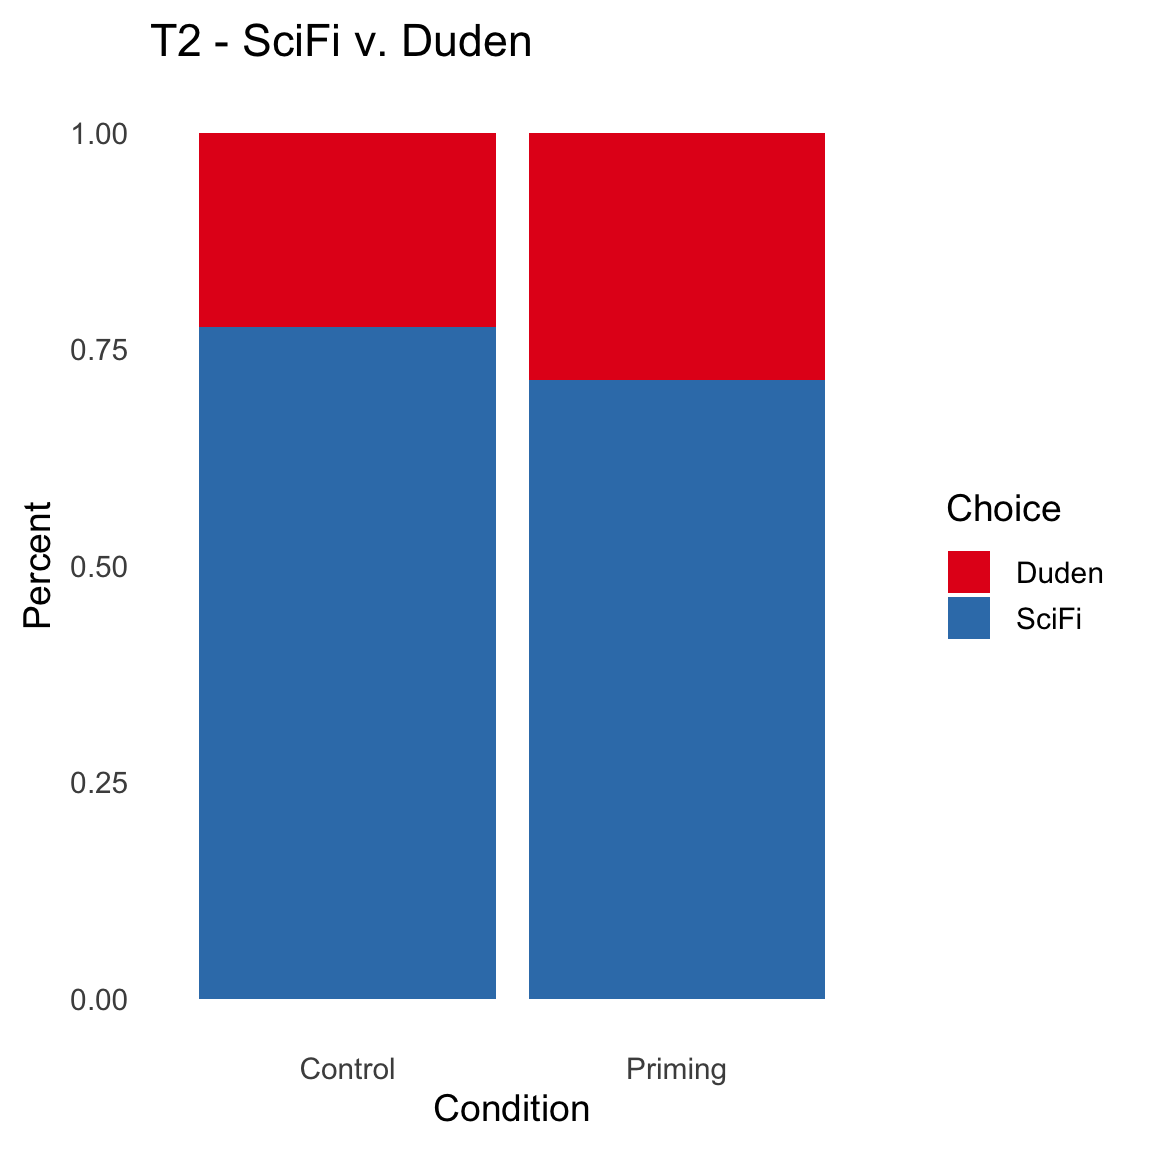 T2 - SciFi v. Duden
1.00
0.75
0.50
0.25
0.00
Percent
Control
Priming
Condition
Choice
Duden
SciFi